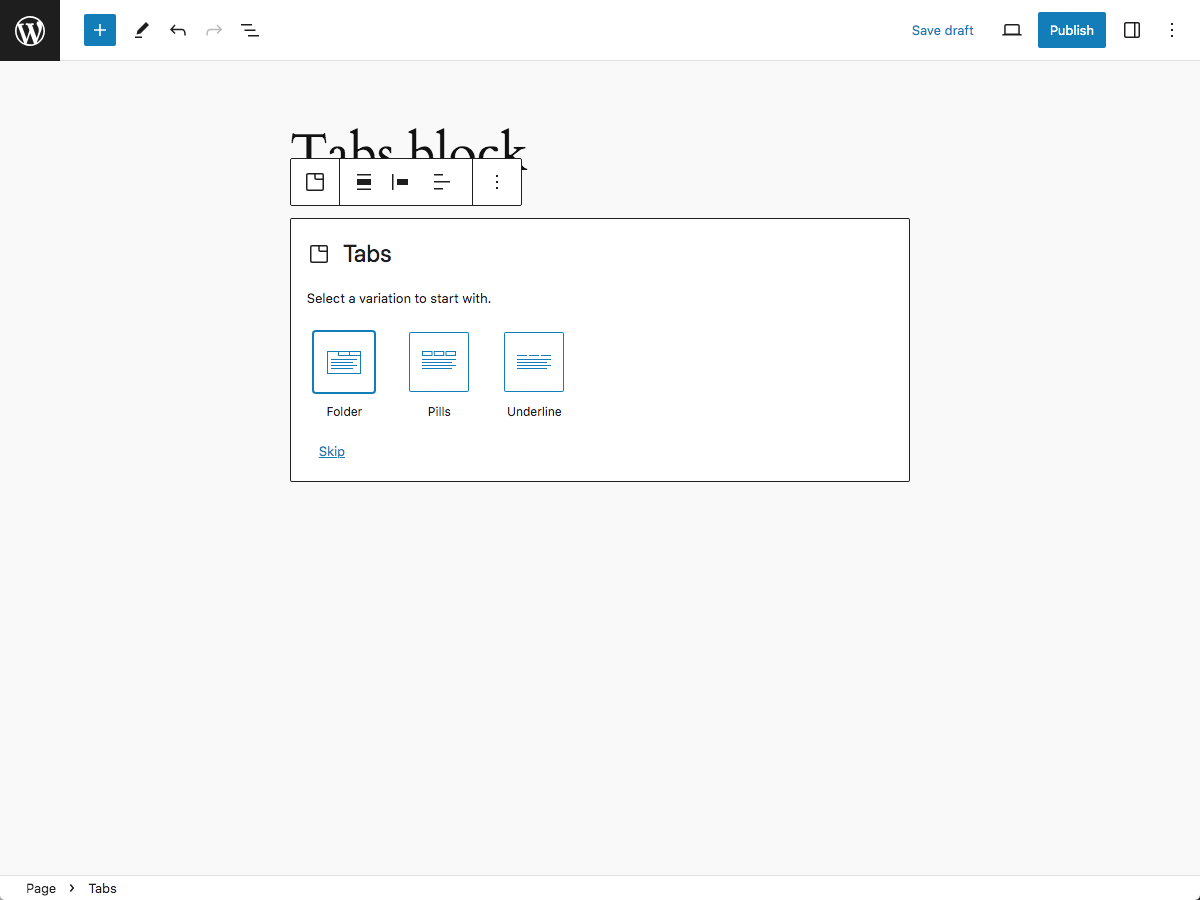 Save draft
Publish
Tabs block
Tabs
Select a variation to start with.
Folder Pills Underline
Skip
Page > Tabs